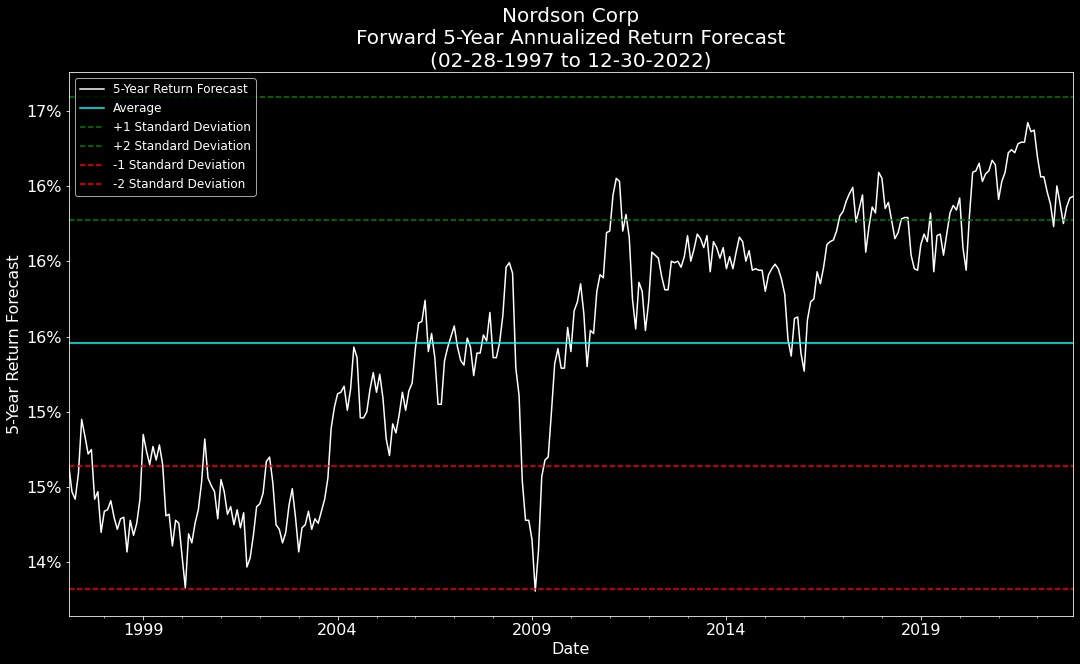 Nordson Corp
Forward 5-Year Annualized Return Forecast
(02-28-1997 to 12-30-2022)
5-Year Return Forecast
Average
+1 Standard Deviation
+2 Standard Deviation
-1 Standard Deviation
-2 Standard Deviation
17%
16%
16%
16%
15%
15%
14%
5-Year Return Forecast
1999
2004
2009
2014
2019
Date